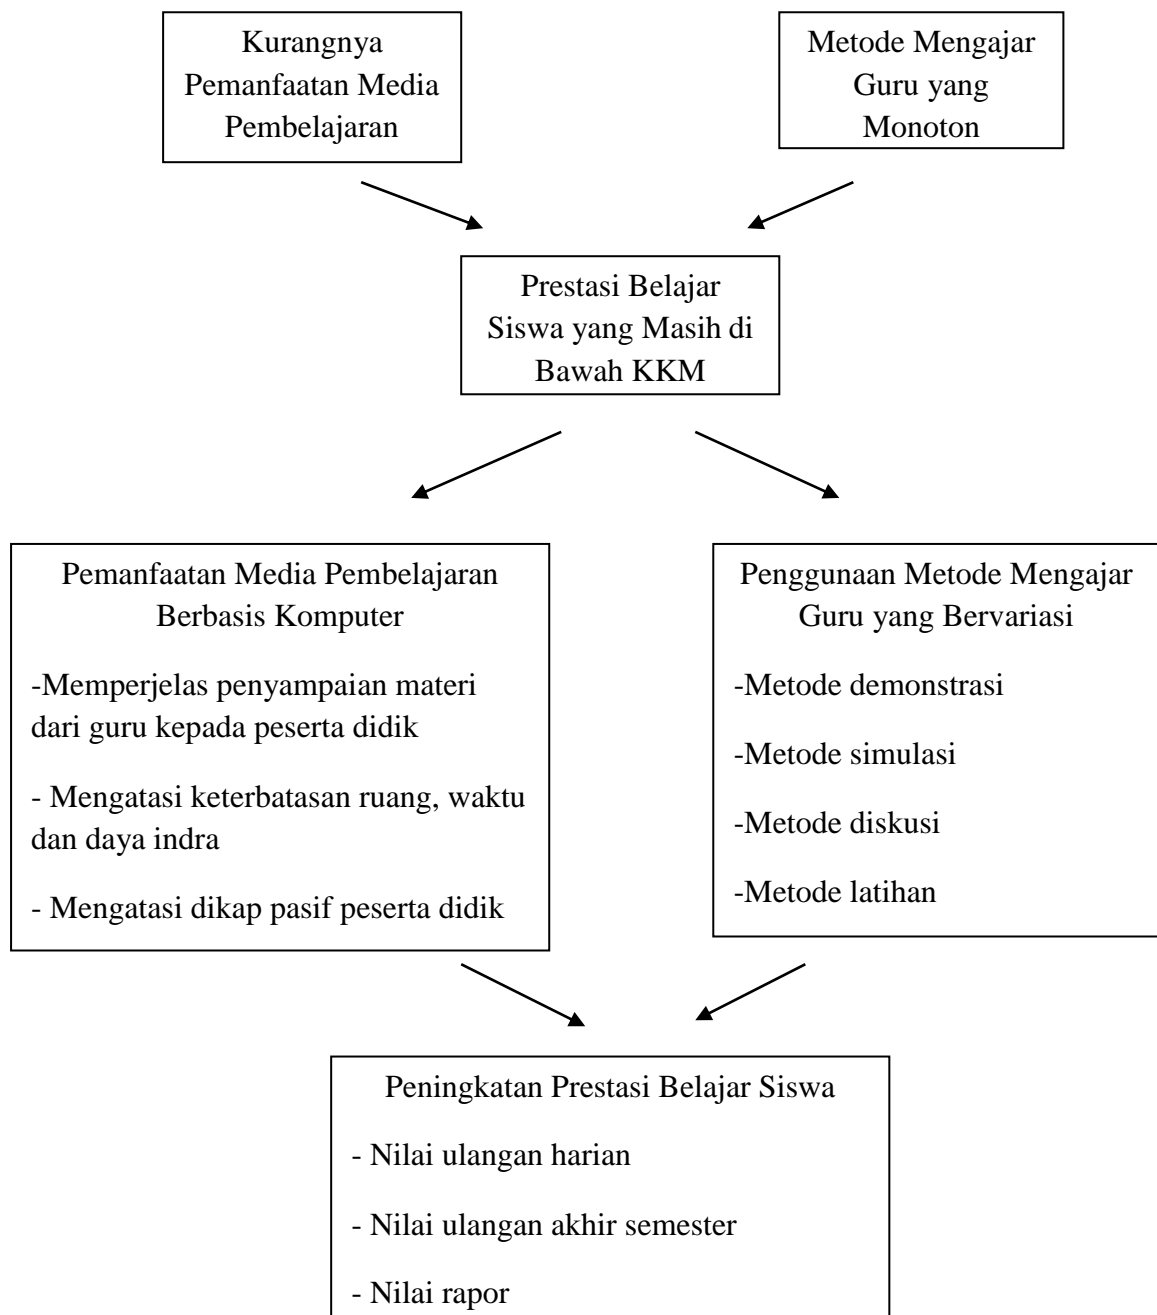 Kurangnya
Pemanfaatan Media
Pembelajaran
Metode Mengajar
Guru yang
Monoton
Prestasi Belajar
Siswa yang Masih di
Bawah KKM
Pemanfaatan Media Pembelajaran
Berbasis Komputer
-Memperjelas penyampaian materi
dari guru kepada peserta didik
- Mengatasi keterbatasan ruang, waktu
dan daya indra
- Mengatasi dikap pasif peserta didik
Penggunaan Metode Mengajar
Guru yang Bervariasi
-Metode demonstrasi
-Metode simulasi
-Metode diskusi
-Metode latihan
Peningkatan Prestasi Belajar Siswa
- Nilai ulangan harian
- Nilai ulangan akhir semester
- Nilai rapor